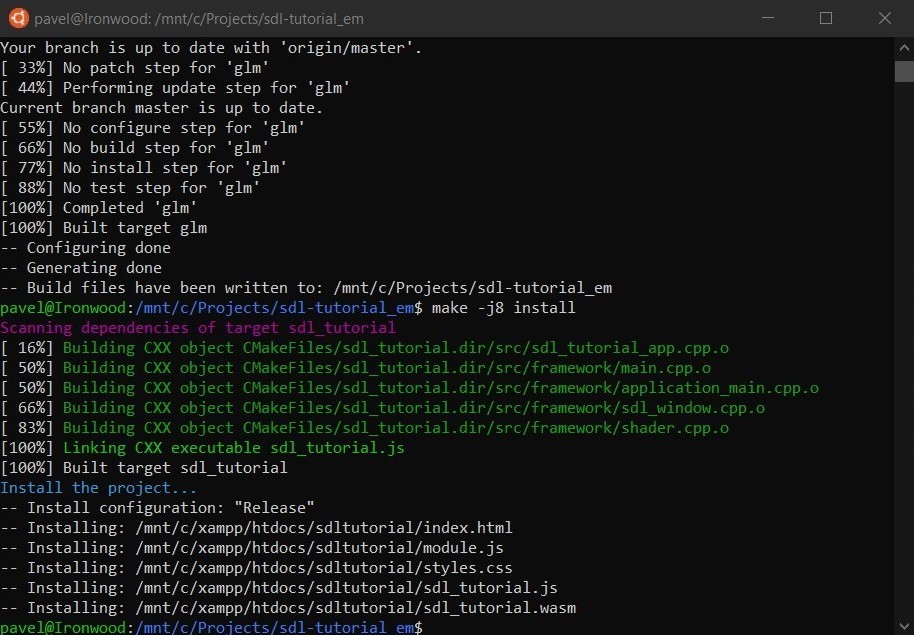 pavel@Ironwood: /mnt/c/Projects/sdl-tutorial_em
Your branch is up to date with 'origin/master'.
[ 33%] No patch step for 'glm'
[ 44%] Performing update step for 'glm'
Current branch master is up to date.
[ 55%] No configure step for 'glm'
[ 66%] No build step for 'glm'
[ 77%] No install step for 'glm'
[ 88%] No test step for 'glm'
[100%] Completed 'glm'
[100%] Built target glm
-- Configuring done
-- Generating done
-- Build files have been written to: /mnt/c/Projects/sdl-tutorial_em
pavel@Ironwood:/mnt/c/Projects/sdl-tutorial_em$ make -j8 install
Scanning dependencies of target sdl_tutorial
[ 16%] Building CXX object CMakeFiles/sdl_tutorial.dir/src/sdl_tutorial_app.cpp.o
[ 50%] Building CXX object CMakeFiles/sdl_tutorial.dir/src/framework/main.cpp.o
[ 50%] Building CXX object CMakeFiles/sdl_tutorial.dir/src/framework/application_main.cpp.o
[ 66%] Building CXX object CMakeFiles/sdl_tutorial.dir/src/framework/sdl_window.cpp.o
[ 83%] Building CXX object CMakeFiles/sdl_tutorial.dir/src/framework/shader.cpp.o
[100%] Linking CXX executable sdl_tutorial.js
[100%] Built target sdl_tutorial
Install the project...
-- Install configuration: "Release"
-- Installing: /mnt/c/xampp/htdocs/sdltutorial/index.html
-- Installing: /mnt/c/xampp/htdocs/sdltutorial/module.js
-- Installing: /mnt/c/xampp/htdocs/sdltutorial/styles.css
-- Installing: /mnt/c/xampp/htdocs/sdltutorial/sdl_tutorial.js
-- Installing: /mnt/c/xampp/htdocs/sdltutorial/sdl_tutorial.wasm
pavel@Ironwood:/mnt/c/Projects/sdl-tutorial_em$